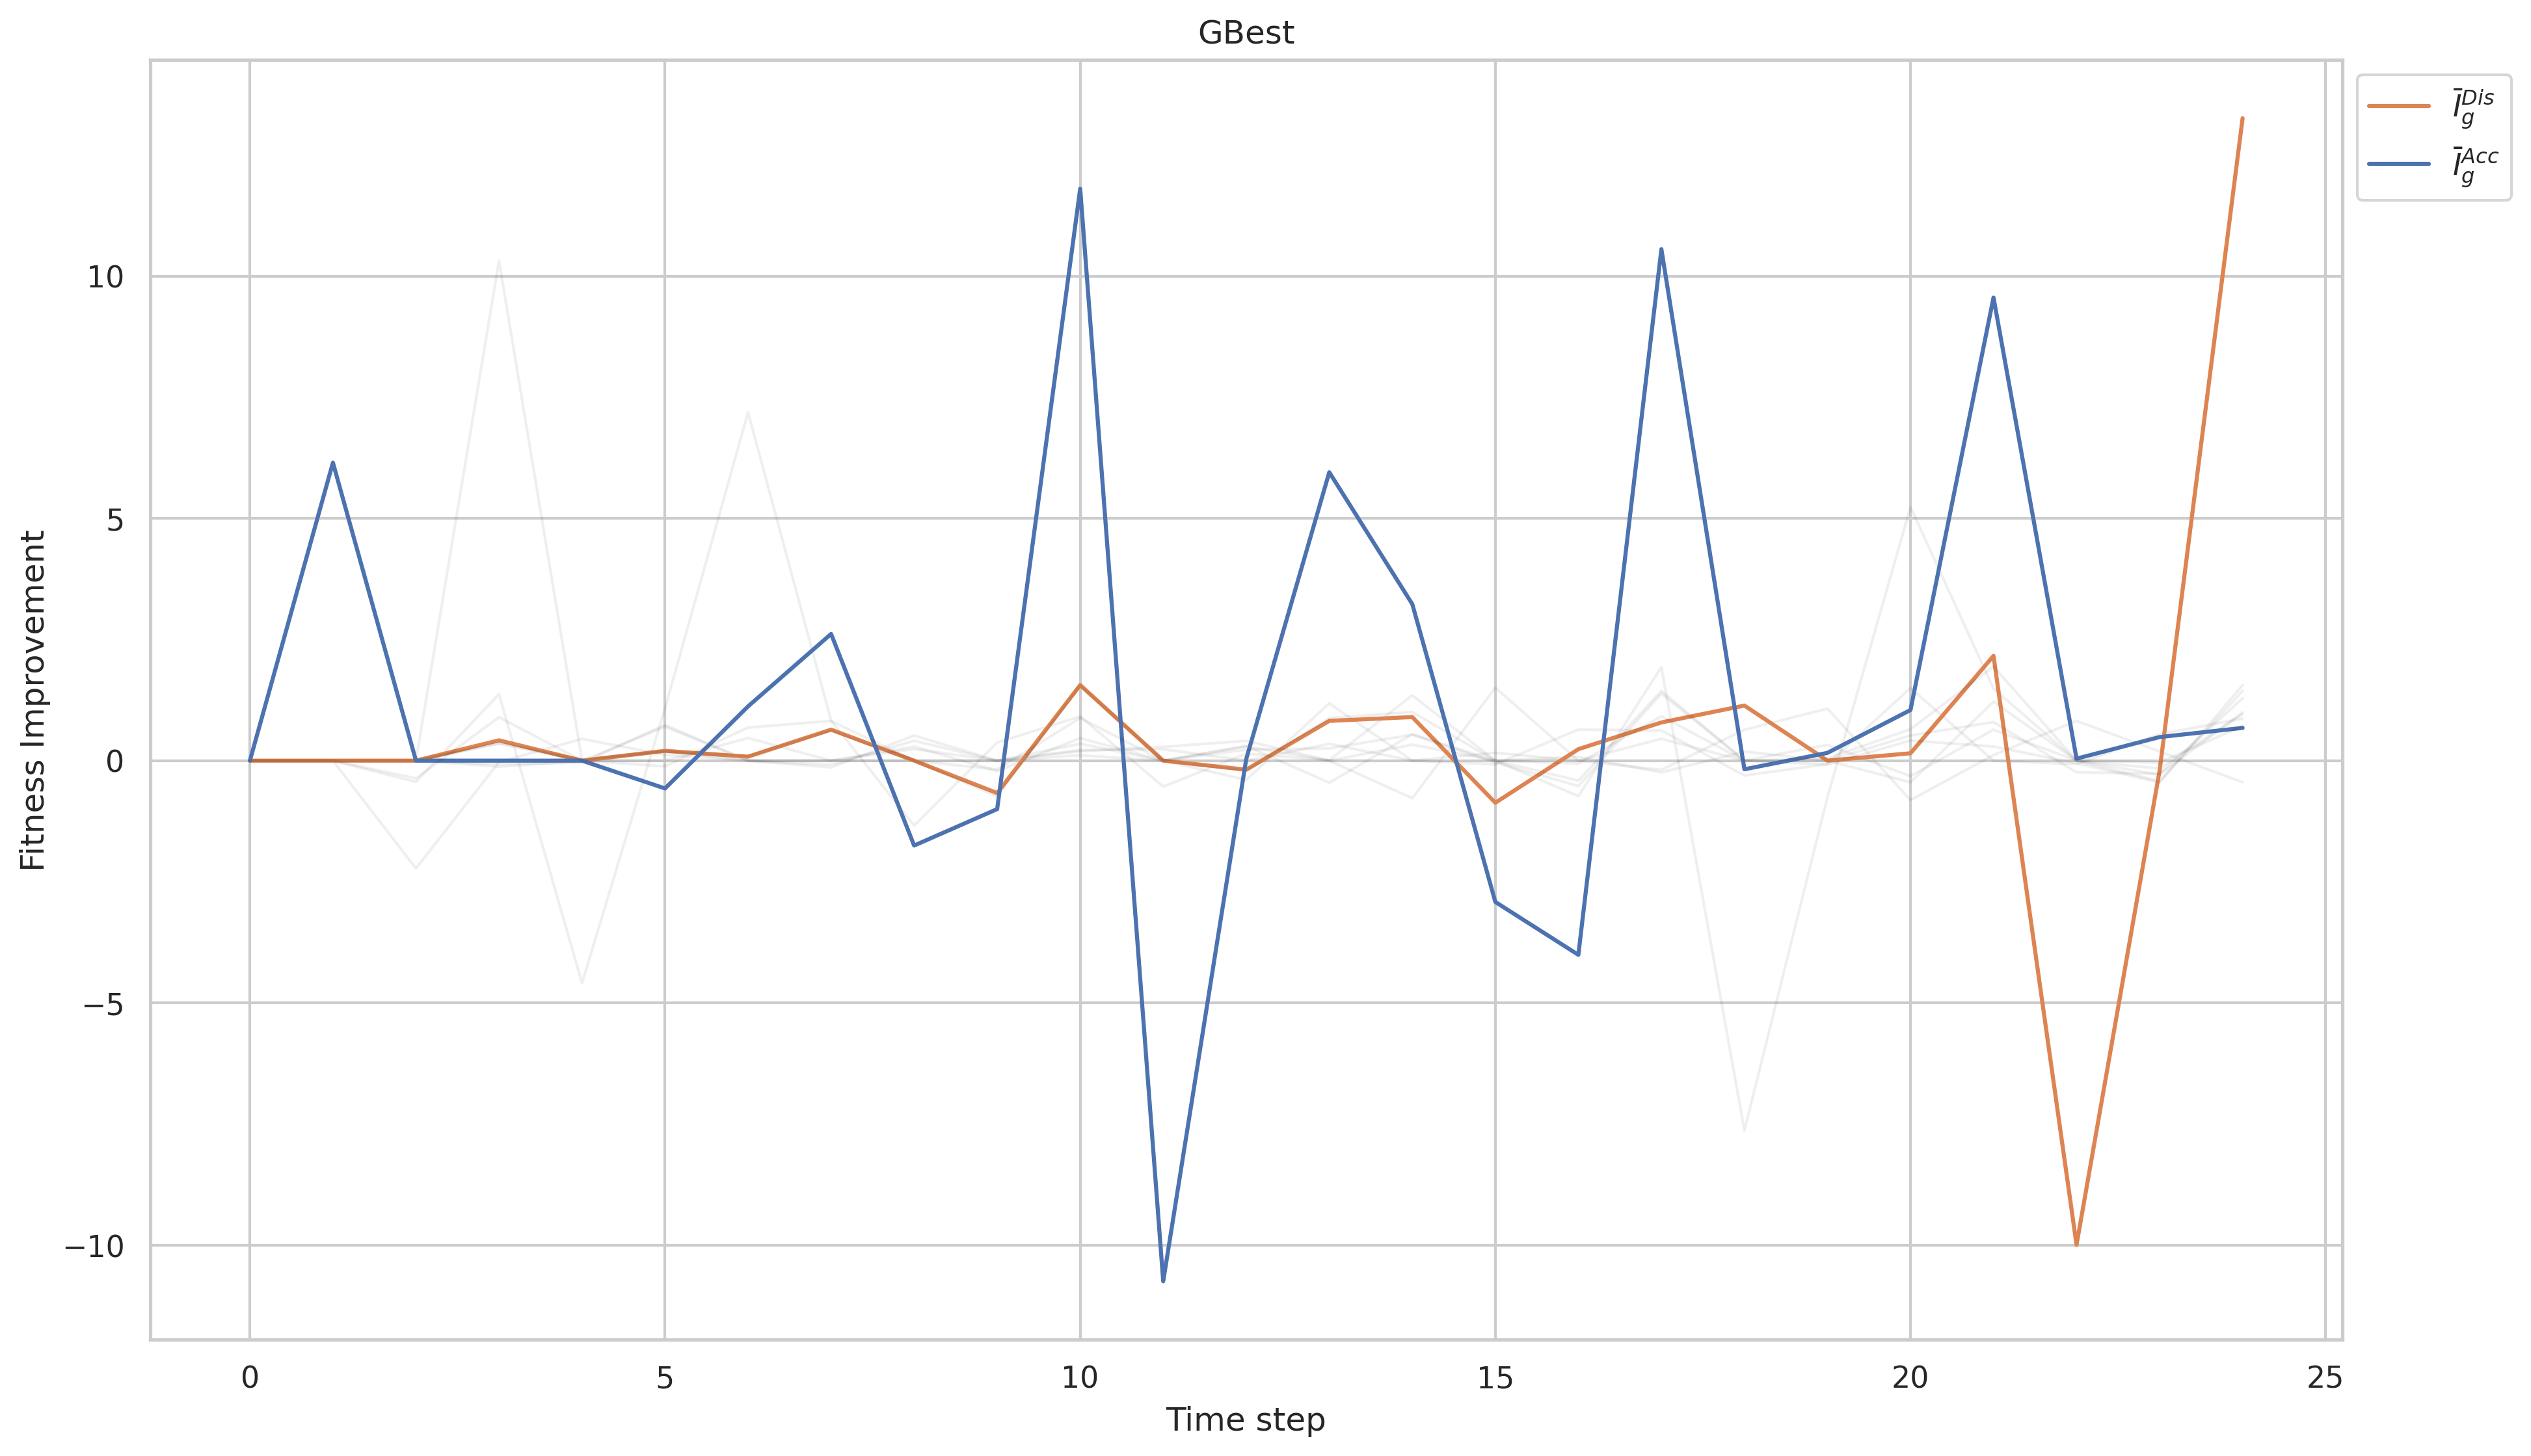 GBest
Fitness Improvement
10
5
0
−5
−10
0 5 10 15 20 25
Time step
Ī_g^Dis
Ī_g^Acc